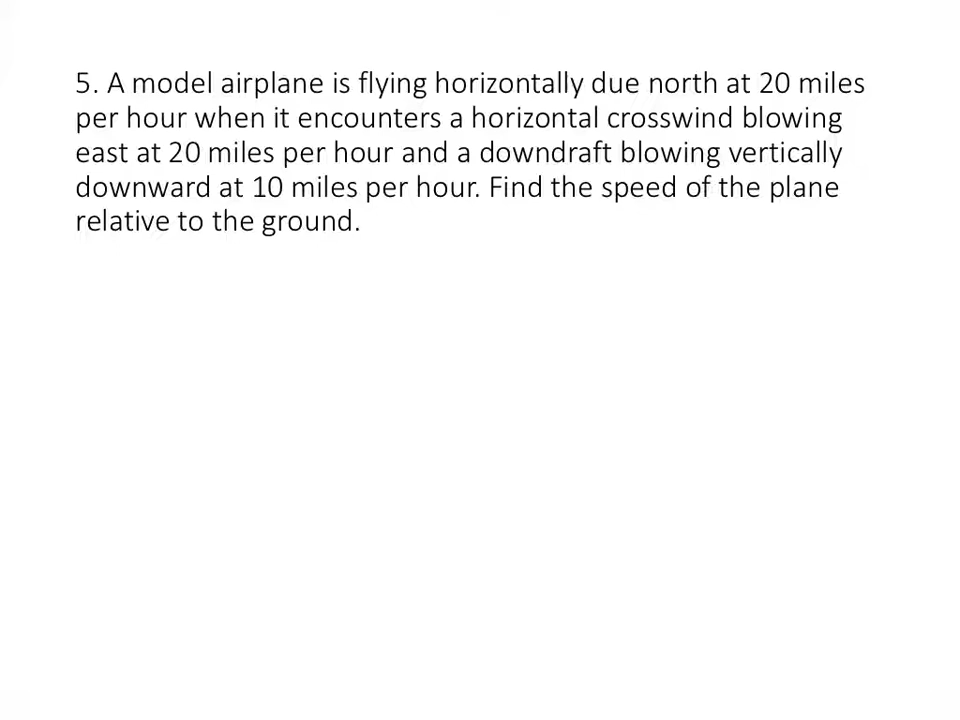 5. A model airplane is flying horizontally due north at 20 miles
per hour when it encounters a horizontal crosswind blowing
east at 20 miles per hour and a downdraft blowing vertically
downward at 10 miles per hour. Find the speed of the plane
relative to the ground.